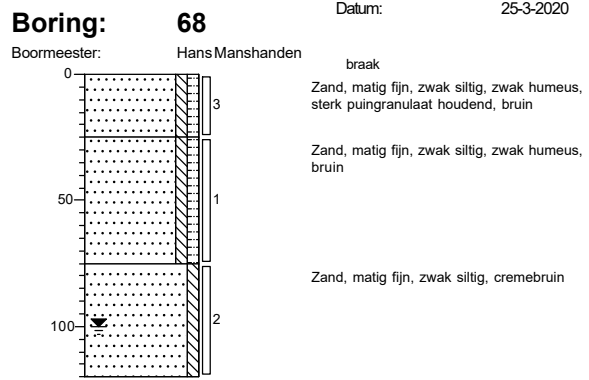 Datum: 25-3-2020
Boring: 68
Boormeester: Hans Manshanden
braak
0
Zand, matig fijn, zwak siltig, zwak humeus,
sterk puingranulaat houdend, bruin
3
Zand, matig fijn, zwak siltig, zwak humeus,
bruin
50
1
Zand, matig fijn, zwak siltig, cremebruin
100
2